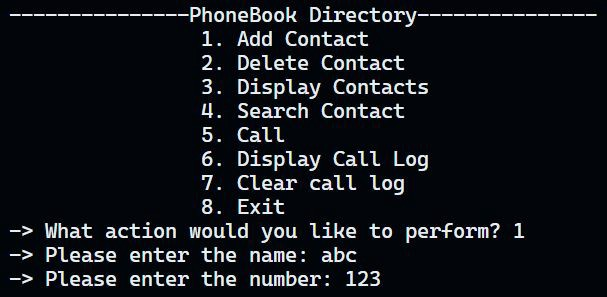 ---------------PhoneBook Directory---------------
1. Add Contact
2. Delete Contact
3. Display Contacts
4. Search Contact
5. Call
6. Display Call Log
7. Clear call log
8. Exit
-> What action would you like to perform? 1
-> Please enter the name: abc
-> Please enter the number: 123